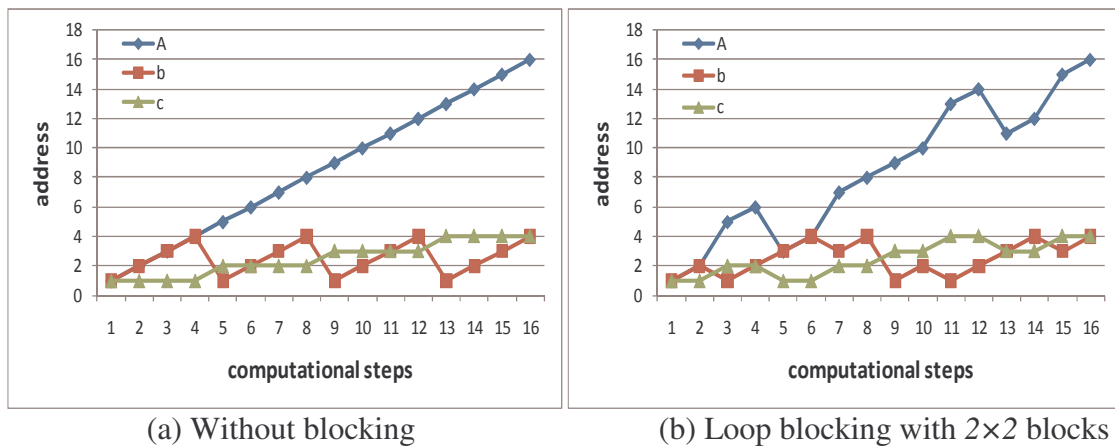 18
16
14
12
10
8
6
4
2
0
address
A
b
c
1 2 3 4 5 6 7 8 9 10 11 12 13 14 15 16
computational steps
(a) Without blocking
18
16
14
12
10
8
6
4
2
0
address
A
b
c
1 2 3 4 5 6 7 8 9 10 11 12 13 14 15 16
computational steps
(b) Loop blocking with 2×2 blocks